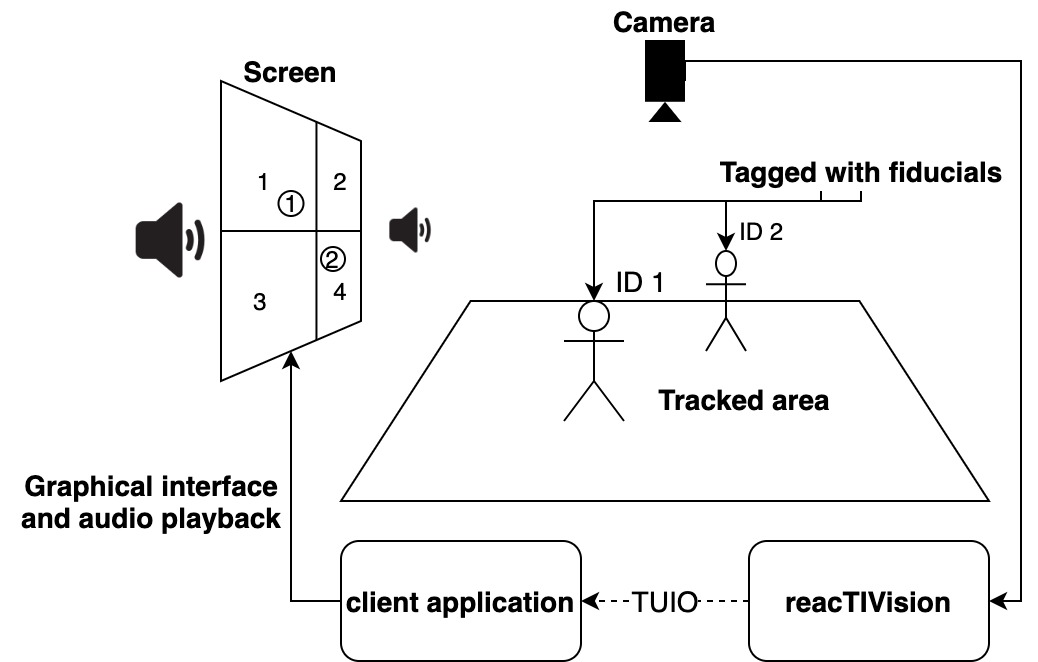 Camera
Screen
Tagged with fiducials
1
2
1
ID 2
2
ID 1
3
4
Tracked area
Graphical interface
and audio playback
client application
TUIO
reacTIVision